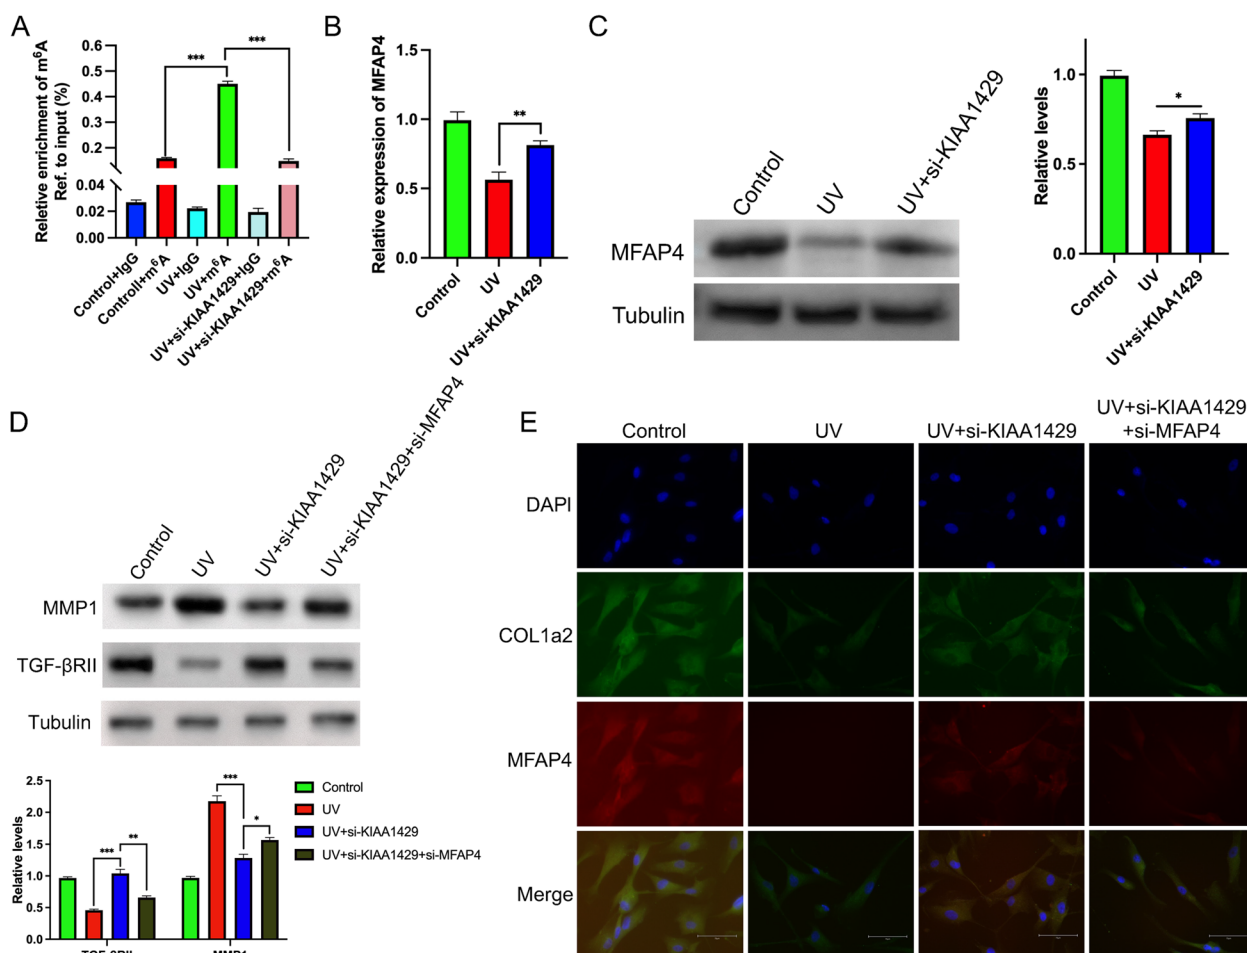 A
Reletive enrichment of m⁶A
Ref. to input (%)
0.6
0.5
0.4
0.3
0.2
0.04
0.02
0.00
***
***
Control+IgG
Controll+m⁶A
UV+IgG
UV+m⁶A
UV+si-KIAA1429+IgG
UV+si-KIAA1429+m⁶A
B
Relative expression of MFAP4
1.5
1.0
0.5
0.0
**
Control
UV
UV+si-KIAA1429
C
Control
UV
UV+si-KIAA1429
MFAP4
Tubulin
Relative levels
1.0
0.5
0.0
*
Control
UV
UV+si-KIAA1429
D
Control
UV
UV+si-KIAA1429
UV+si-KIAA1429+si-MFAP4
MMP1
TGF-βRII
Tubulin
Relative levels
2.5
2.0
1.5
1.0
0.5
0.0
***
**
***
*
TGF-βRII
MMP1
Control
UV
UV+si-KIAA1429
UV+si-KIAA1429+si-MFAP4
E
Control
UV
UV+si-KIAA1429
UV+si-KIAA1429
+si-MFAP4
DAPI
COL1a2
MFAP4
Merge